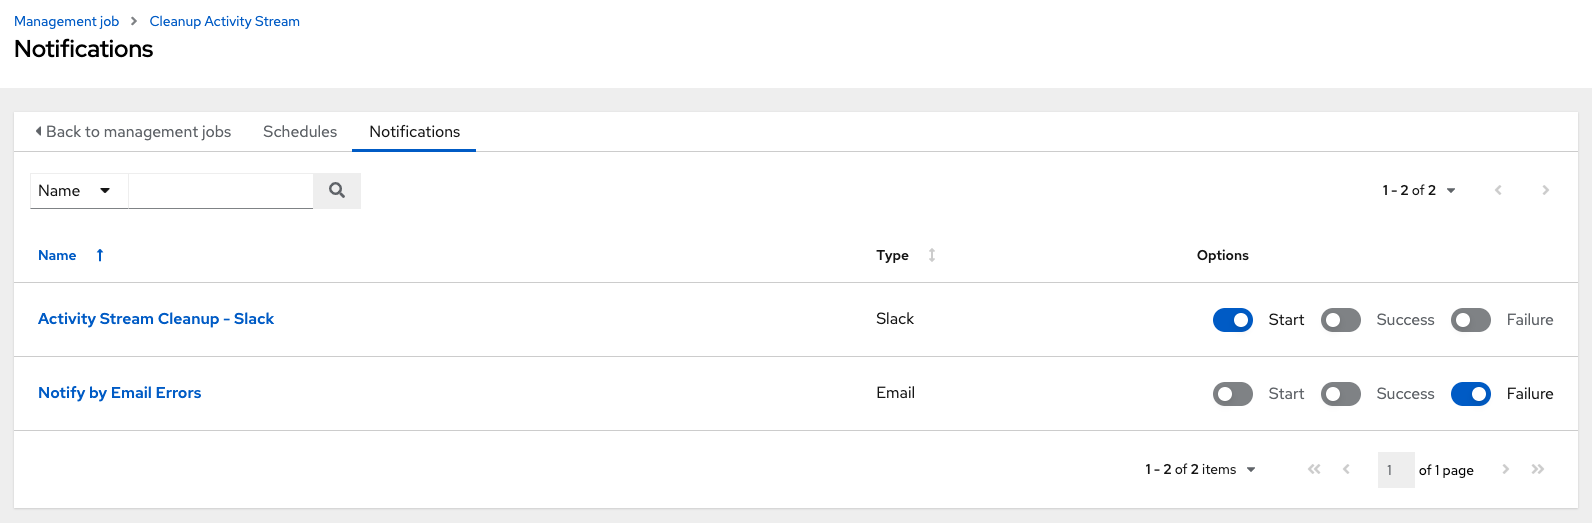 Management job Cleanup Activity Stream
Notifications
Back to management jobs Schedules Notifications
Name 1 - 2 of 2
Name Type Options
Activity Stream Cleanup - Slack Slack Start Success Failure
Notify by Email Errors Email Start Success Failure
1 - 2 of 2 items 1 of 1 page